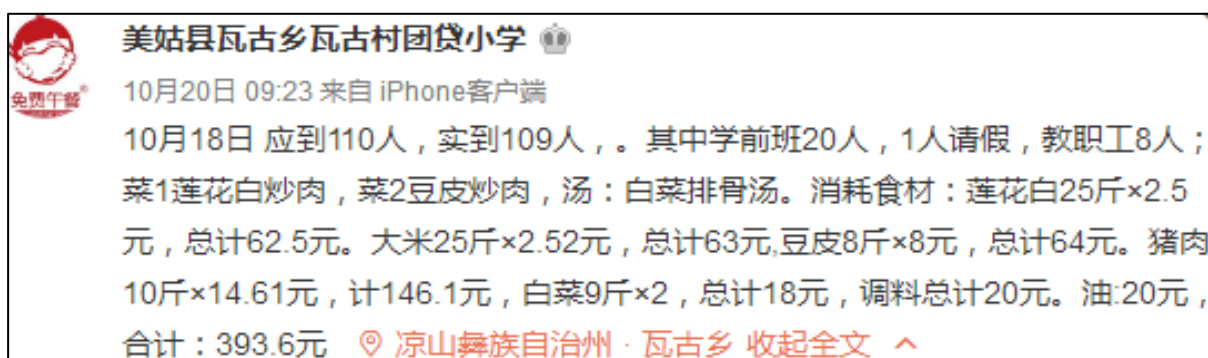 美姑县瓦古乡瓦古村团贷小学
免费午餐®
10月20日 09:23 来自 iPhone客户端
10月18日 应到110人，实到109人，。其中学前班20人，1人请假，教职工8人；
菜1莲花白炒肉，菜2豆皮炒肉，汤：白菜排骨汤。消耗食材：莲花白25斤×2.5
元，总计62.5元。大米25斤×2.52元，总计63元,豆皮8斤×8元，总计64元。猪肉
10斤×14.61元，计146.1元，白菜9斤×2，总计18元，调料总计20元。油:20元，
合计：393.6元 凉山彝族自治州 · 瓦古乡 收起全文